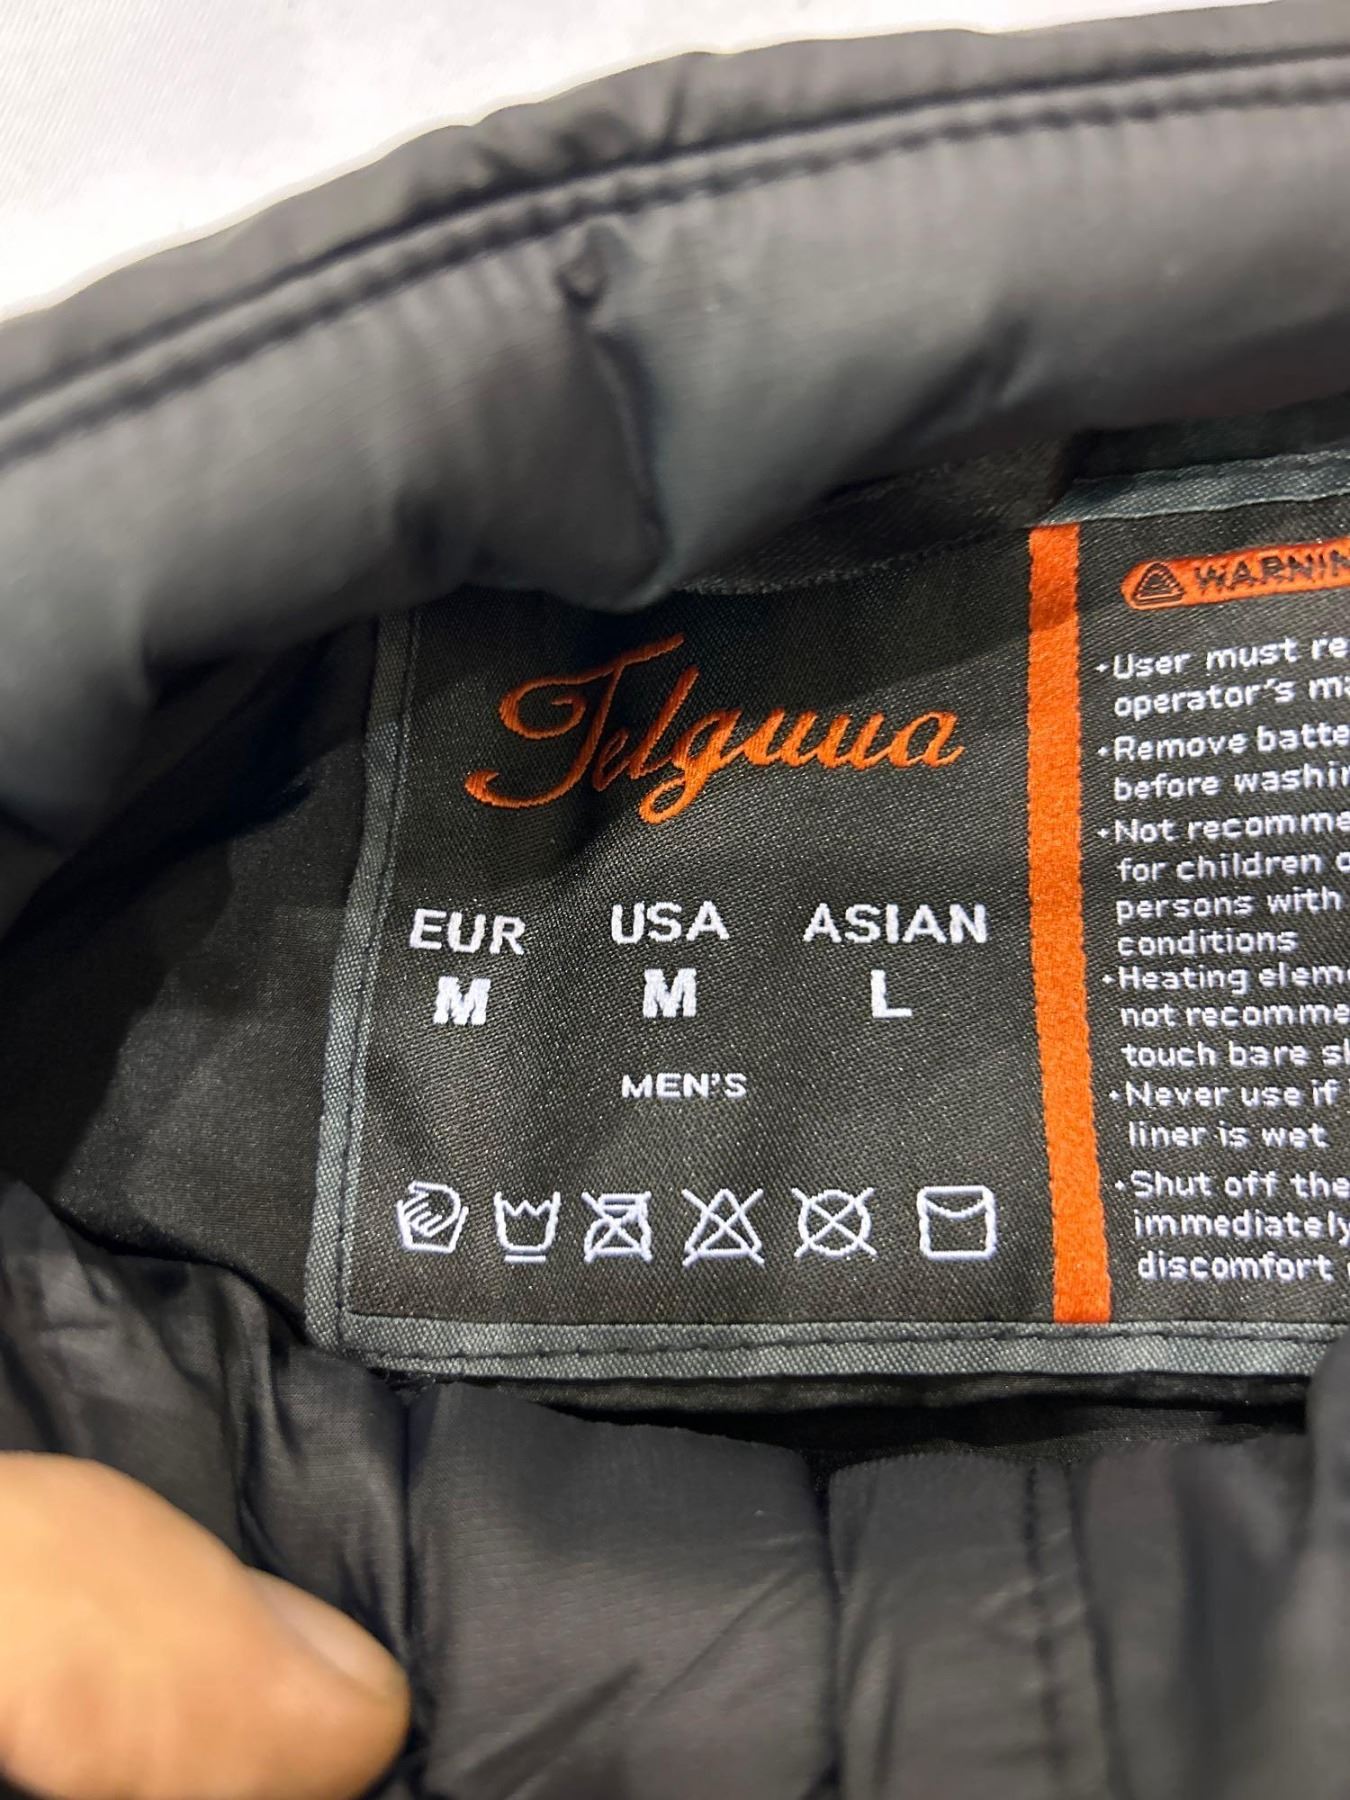 Telguua
EUR USA ASIAN
M M L
MEN'S
WARNIN
•User must re
operator's ma
•Remove batte
before washin
•Not recomme
for children o
persons with
conditions
•Heating eleme
not recomme
touch bare sk
•Never use if
liner is wet
•Shut off the
immediately
discomfort